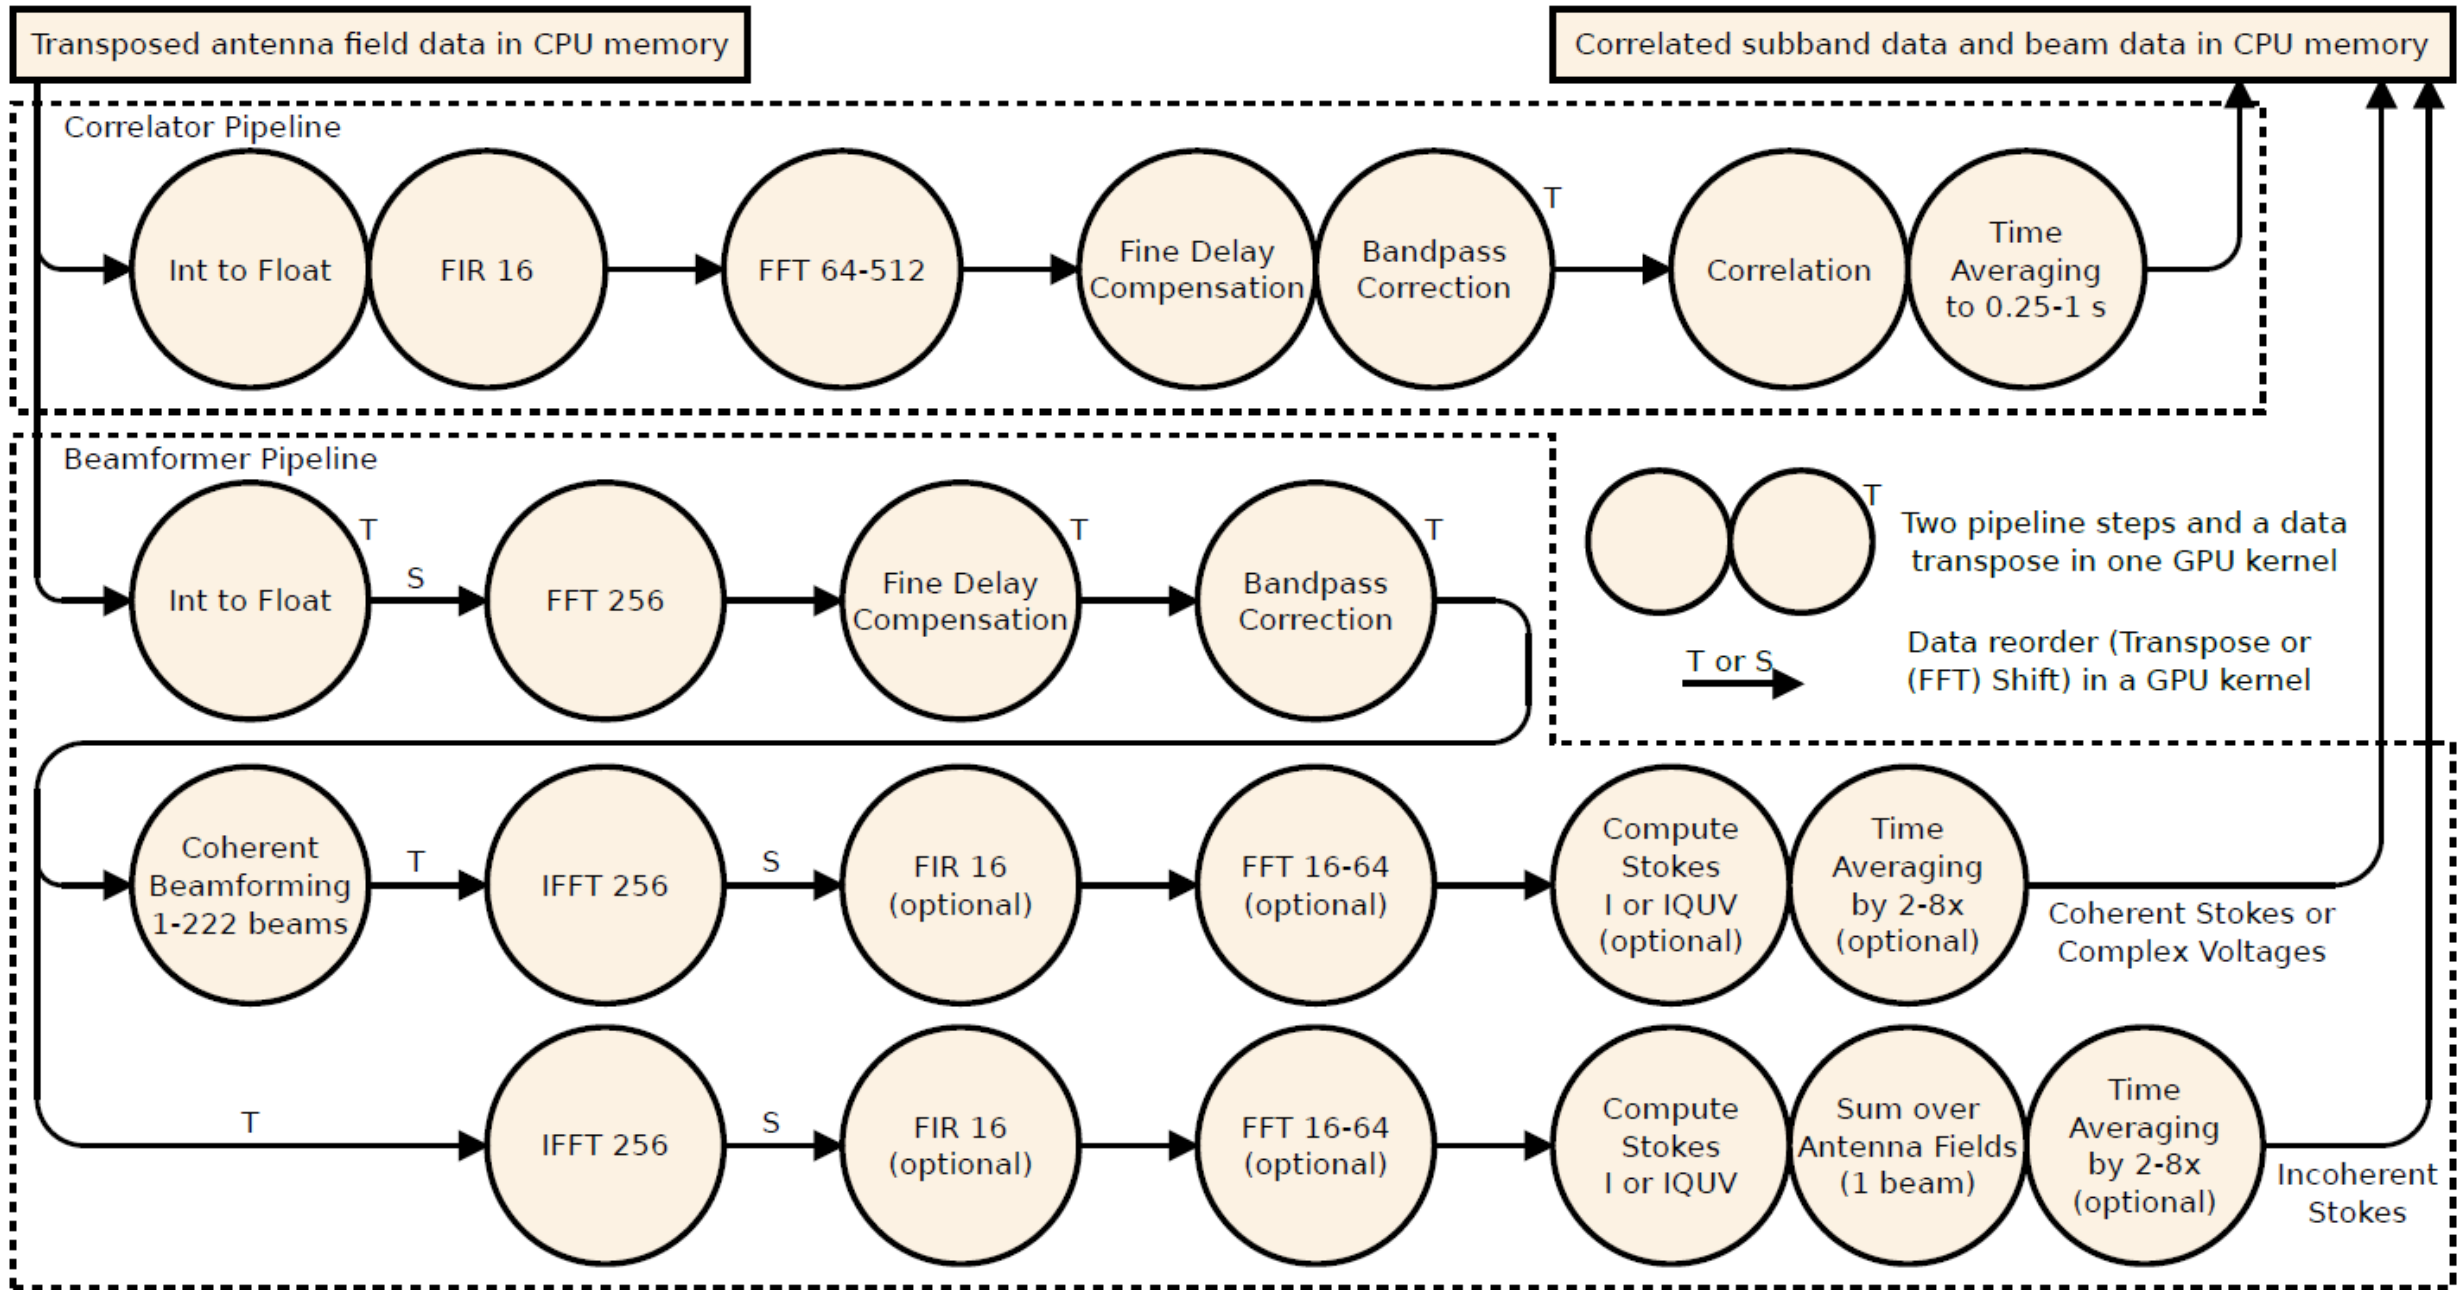 Transposed antenna field data in CPU memory
Correlated subband data and beam data in CPU memory
Correlator Pipeline
Int to Float
FIR 16
FFT 64-512
Fine Delay
Compensation
Bandpass
Correction
T
Correlation
Time
Averaging
to 0.25-1 s
Beamformer Pipeline
Int to Float
T
S
FFT 256
Fine Delay
Compensation
T
Bandpass
Correction
T
T
Two pipeline steps and a data
transpose in one GPU kernel
T or S
Data reorder (Transpose or
(FFT) Shift) in a GPU kernel
Coherent
Beamforming
1-222 beams
T
IFFT 256
S
FIR 16
(optional)
FFT 16-64
(optional)
Compute
Stokes
I or IQUV
(optional)
Time
Averaging
by 2-8x
(optional)
Coherent Stokes or
Complex Voltages
T
IFFT 256
S
FIR 16
(optional)
FFT 16-64
(optional)
Compute
Stokes
I or IQUV
Sum over
Antenna Fields
(1 beam)
Time
Averaging
by 2-8x
(optional)
Incoherent
Stokes